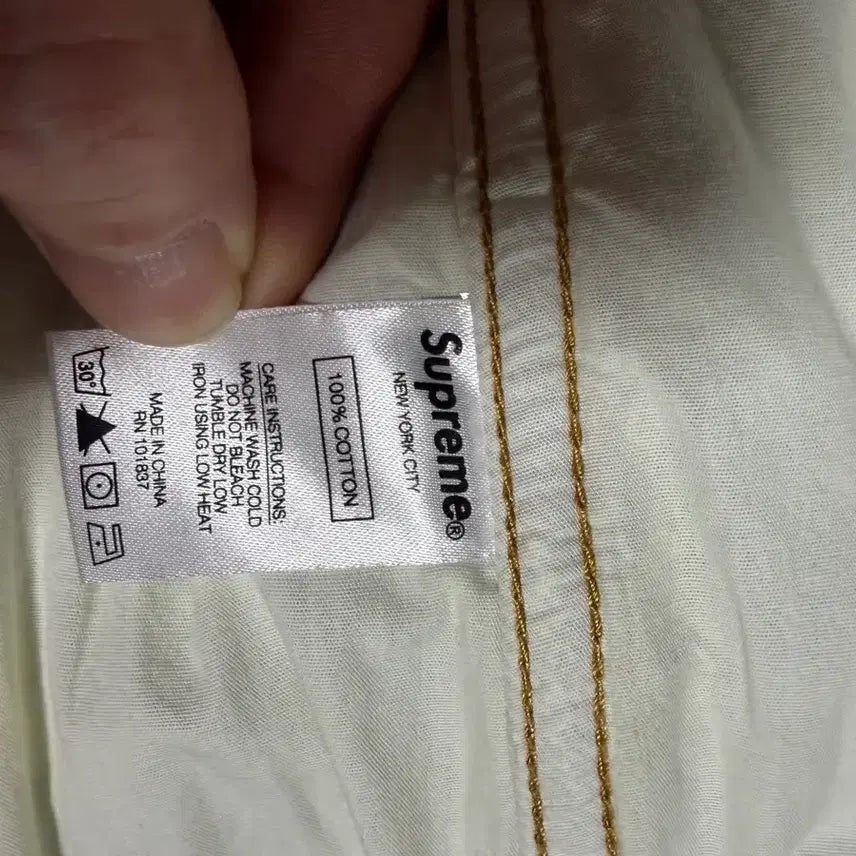 Supreme®
NEW YORK CITY
100% COTTON
CARE INSTRUCTIONS:
MACHINE WASH COLD
DO NOT BLEACH
TUMBLE DRY LOW
IRON USING LOW HEAT
MADE IN CHINA
RN 101837
30°